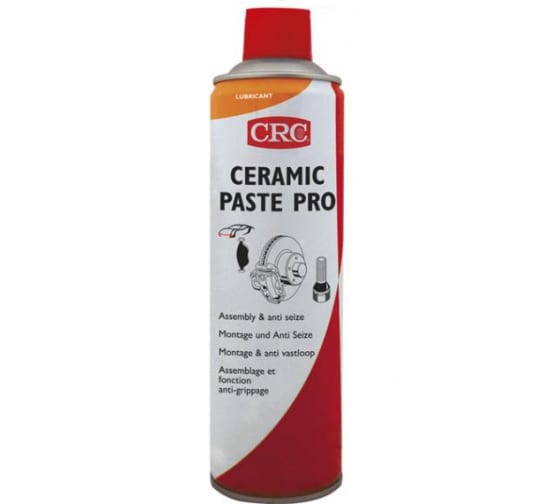 LUBRICANT
CRC
CERAMIC
PASTE PRO
Assembly & anti seize
Montage und Anti Seize
Montage & anti vastloop
Assemblage et
fonction
anti-grippage